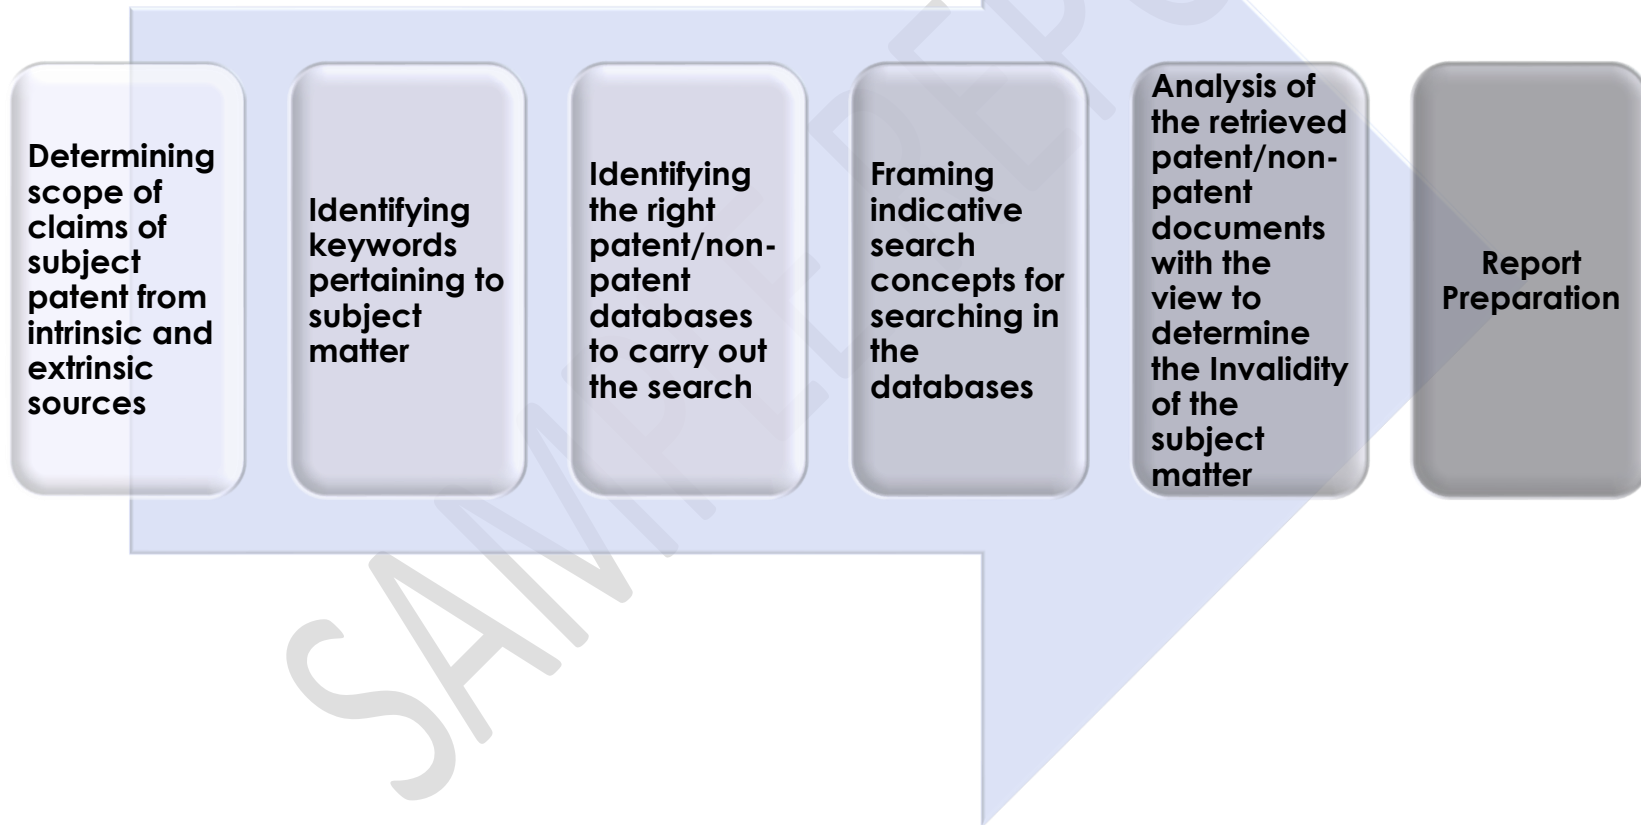 Determining
scope of
claims of
subject
patent from
intrinsic and
extrinsic
sources
Identifying
keywords
pertaining to
subject
matter
Identifying
the right
patent/non-
patent
databases
to carry out
the search
Framing
indicative
search
concepts for
searching in
the
databases
Analysis of
the retrieved
patent/non-
patent
documents
with the
view to
determine
the Invalidity
of the
subject
matter
Report
Preparation
SAMPLE